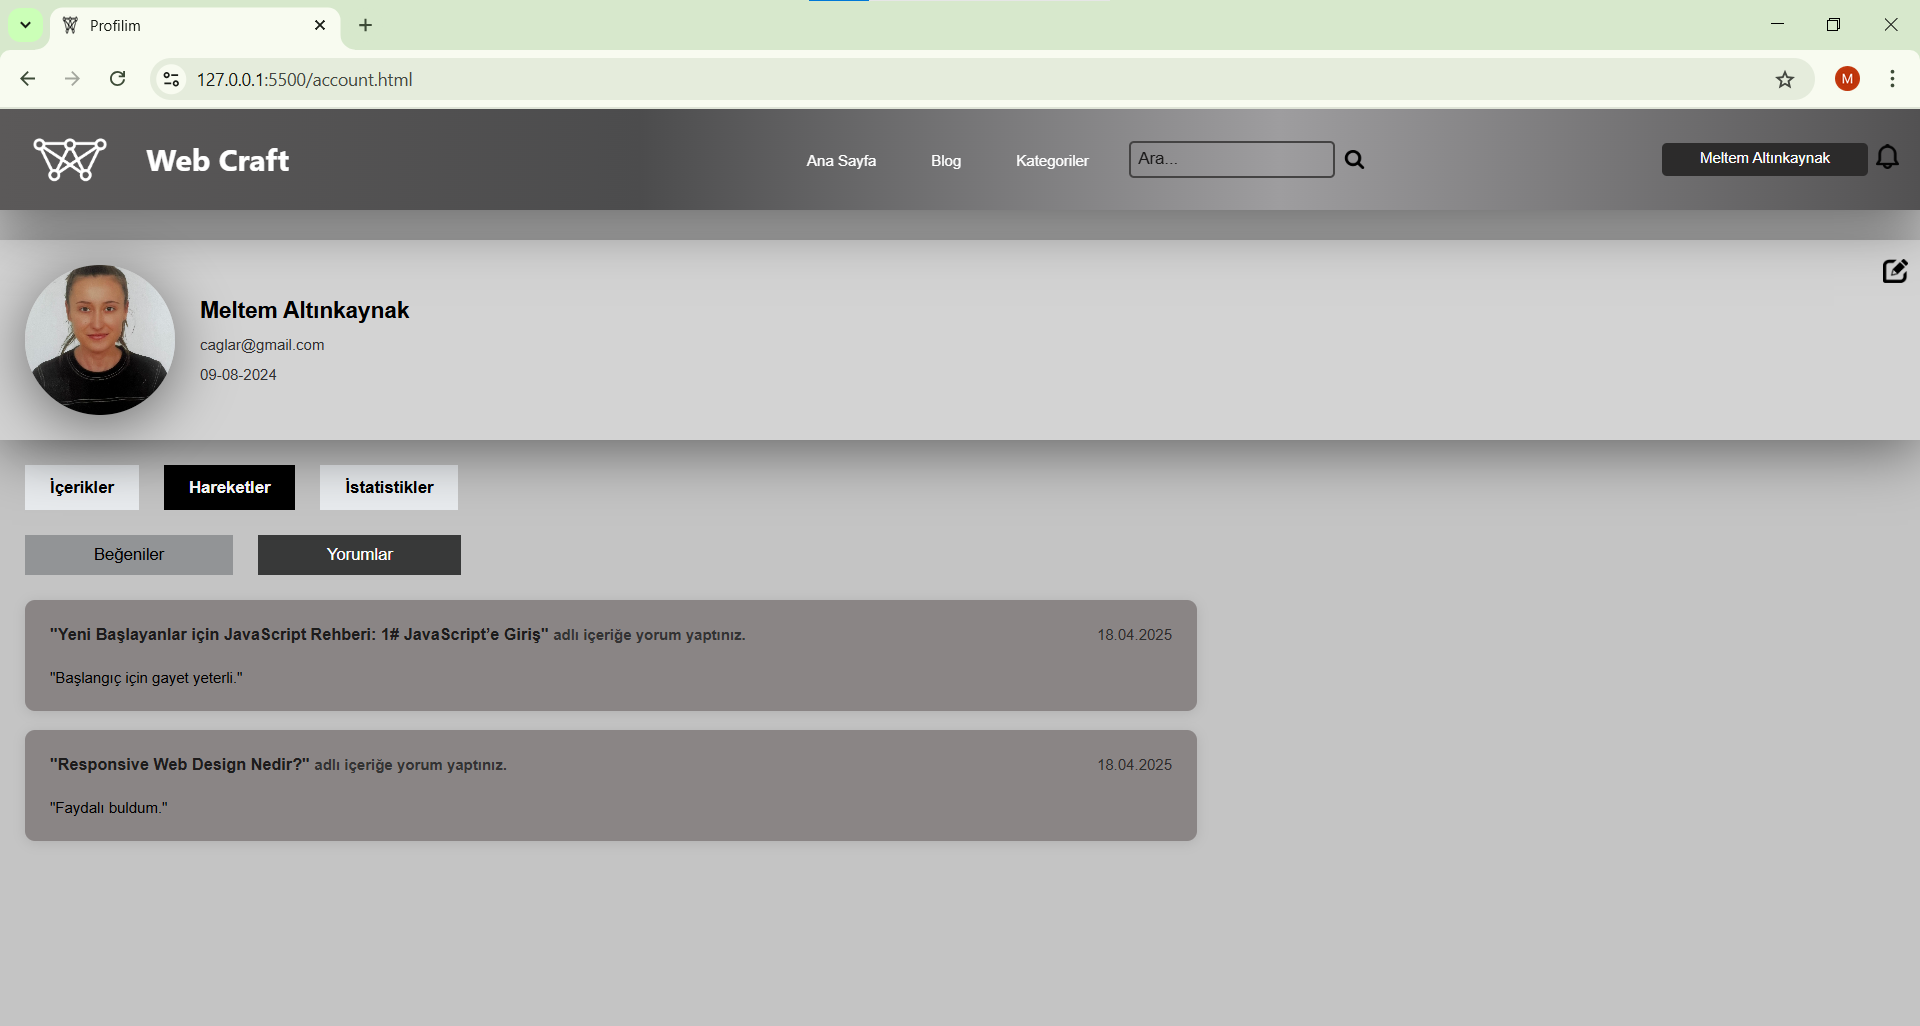 Profilim
127.0.0.1:5500/account.html
M
Web Craft
Ana Sayfa
Blog
Kategoriler
Ara...
Meltem Altınkaynak
Meltem Altınkaynak
caglar@gmail.com
09-08-2024
İçerikler
Hareketler
İstatistikler
Beğeniler
Yorumlar
"Yeni Başlayanlar için JavaScript Rehberi: 1# JavaScript’e Giriş" adlı içeriğe yorum yaptınız. 18.04.2025
"Başlangıç için gayet yeterli."
"Responsive Web Design Nedir?" adlı içeriğe yorum yaptınız. 18.04.2025
"Faydalı buldum."